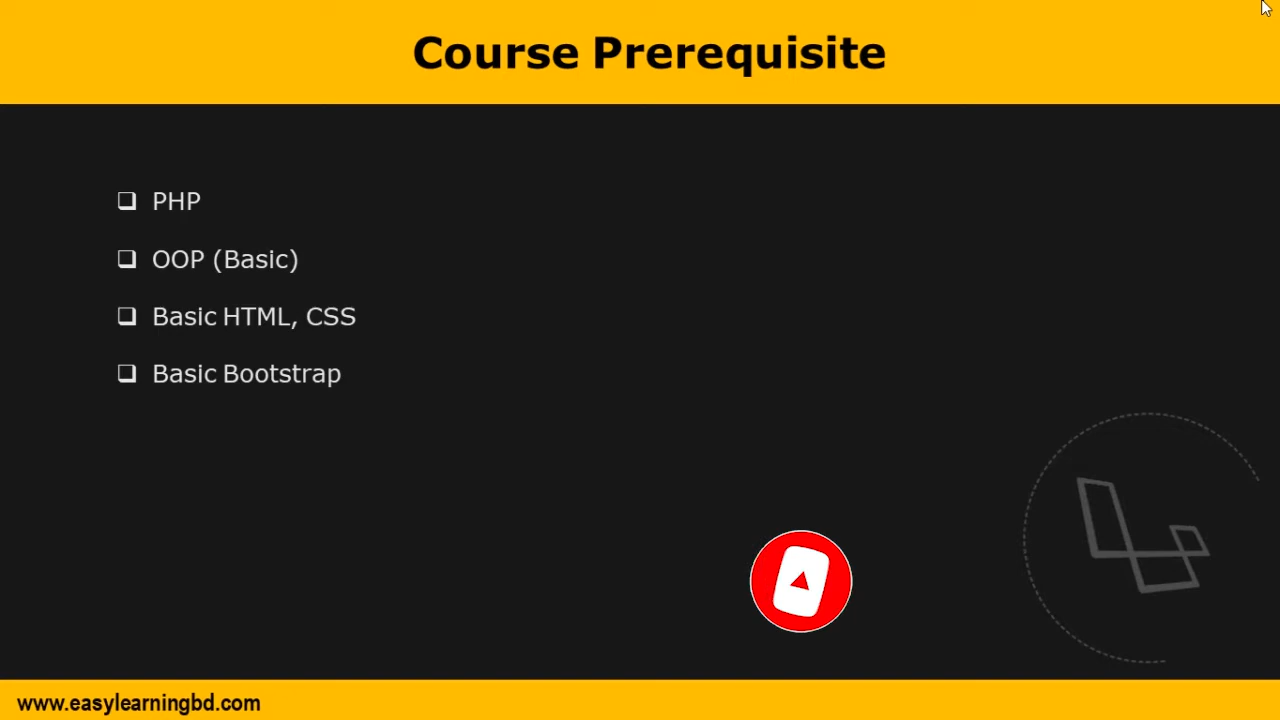 Course Prerequisite
PHP
OOP (Basic)
Basic HTML, CSS
Basic Bootstrap
www.easylearningbd.com